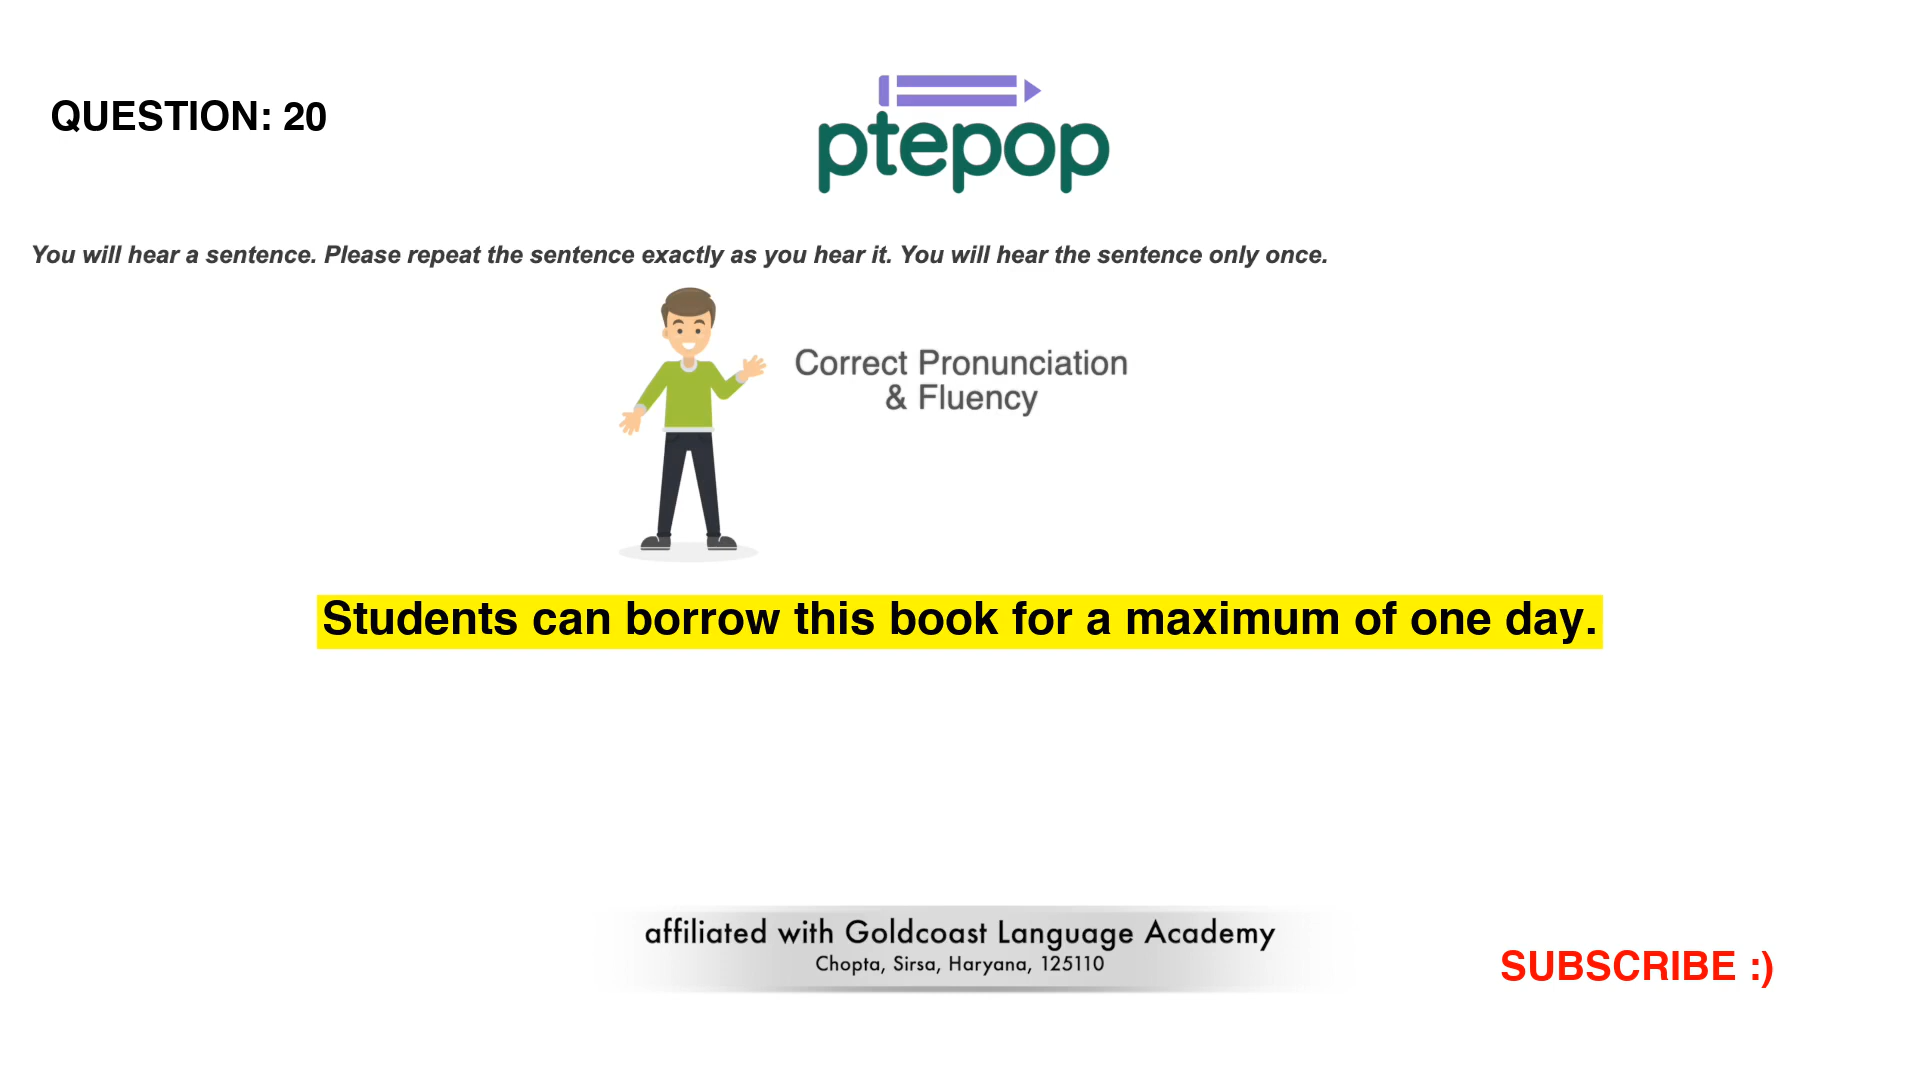 QUESTION: 20
ptepop
You will hear a sentence. Please repeat the sentence exactly as you hear it. You will hear the sentence only once.
Correct Pronunciation
& Fluency
Students can borrow this book for a maximum of one day.
affiliated with Goldcoast Language Academy
Chopta, Sirsa, Haryana, 125110
SUBSCRIBE :)